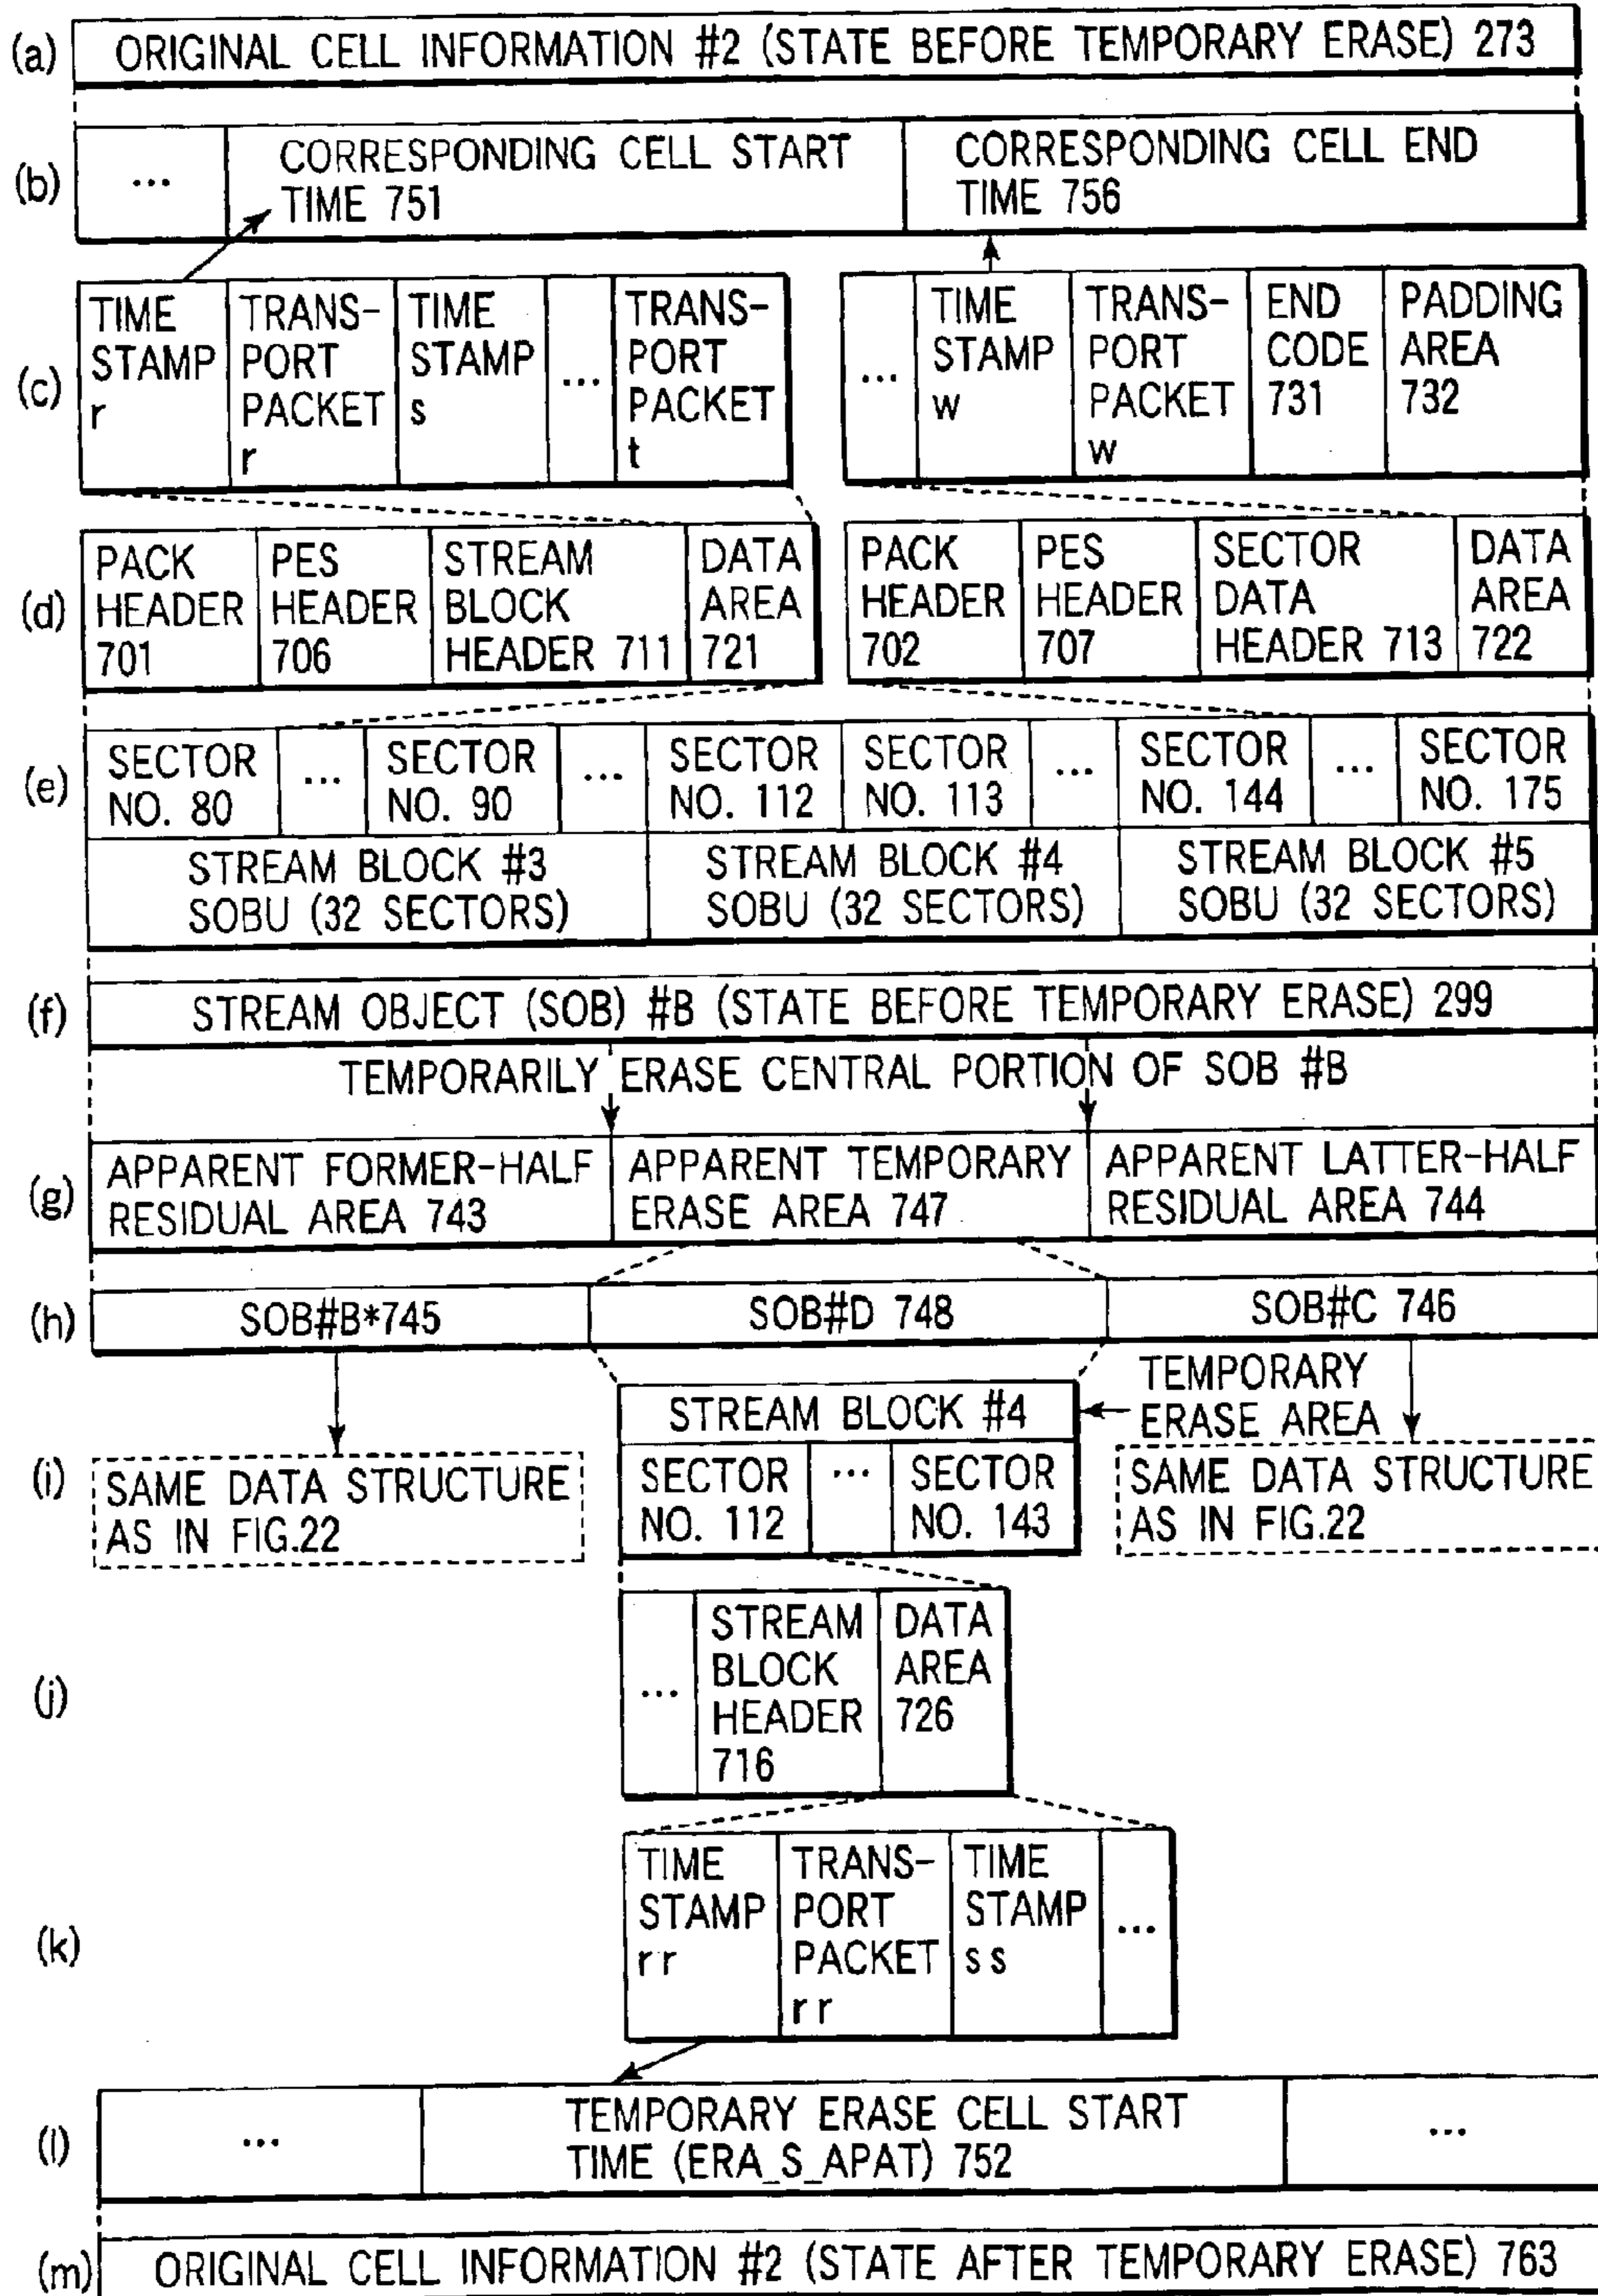 (a) ORIGINAL CELL INFORMATION #2 (STATE BEFORE TEMPORARY ERASE) 273
(b) ... CORRESPONDING CELL START
TIME 751
CORRESPONDING CELL END
TIME 756
(c) TIME
STAMP
r
TRANS-
PORT
PACKET
r
TIME
STAMP
s
...
TRANS-
PORT
PACKET
t
...
TIME
STAMP
w
TRANS-
PORT
PACKET
w
END
CODE
731
PADDING
AREA
732
(d) PACK
HEADER
701
PES
HEADER
706
STREAM
BLOCK
HEADER 711
DATA
AREA
721
PACK
HEADER
702
PES
HEADER
707
SECTOR
DATA
HEADER 713
DATA
AREA
722
(e) SECTOR
NO. 80
...
SECTOR
NO. 90
...
SECTOR
NO. 112
SECTOR
NO. 113
...
SECTOR
NO. 144
...
SECTOR
NO. 175
STREAM BLOCK #3
SOBU (32 SECTORS)
STREAM BLOCK #4
SOBU (32 SECTORS)
STREAM BLOCK #5
SOBU (32 SECTORS)
(f) STREAM OBJECT (SOB) #B (STATE BEFORE TEMPORARY ERASE) 299
TEMPORARILY ERASE CENTRAL PORTION OF SOB #B
(g) APPARENT FORMER-HALF
RESIDUAL AREA 743
APPARENT TEMPORARY
ERASE AREA 747
APPARENT LATTER-HALF
RESIDUAL AREA 744
(h) SOB#B*745
SOB#D 748
SOB#C 746
TEMPORARY
ERASE AREA
(i) SAME DATA STRUCTURE
AS IN FIG.22
STREAM BLOCK #4
SECTOR
NO. 112
...
SECTOR
NO. 143
SAME DATA STRUCTURE
AS IN FIG.22
(j) ...
STREAM
BLOCK
HEADER
716
DATA
AREA
726
(k) TIME
STAMP
rr
TRANS-
PORT
PACKET
rr
TIME
STAMP
ss
...
(l) ...
TEMPORARY ERASE CELL START
TIME (ERA_S_APAT) 752
...
(m) ORIGINAL CELL INFORMATION #2 (STATE AFTER TEMPORARY ERASE) 763